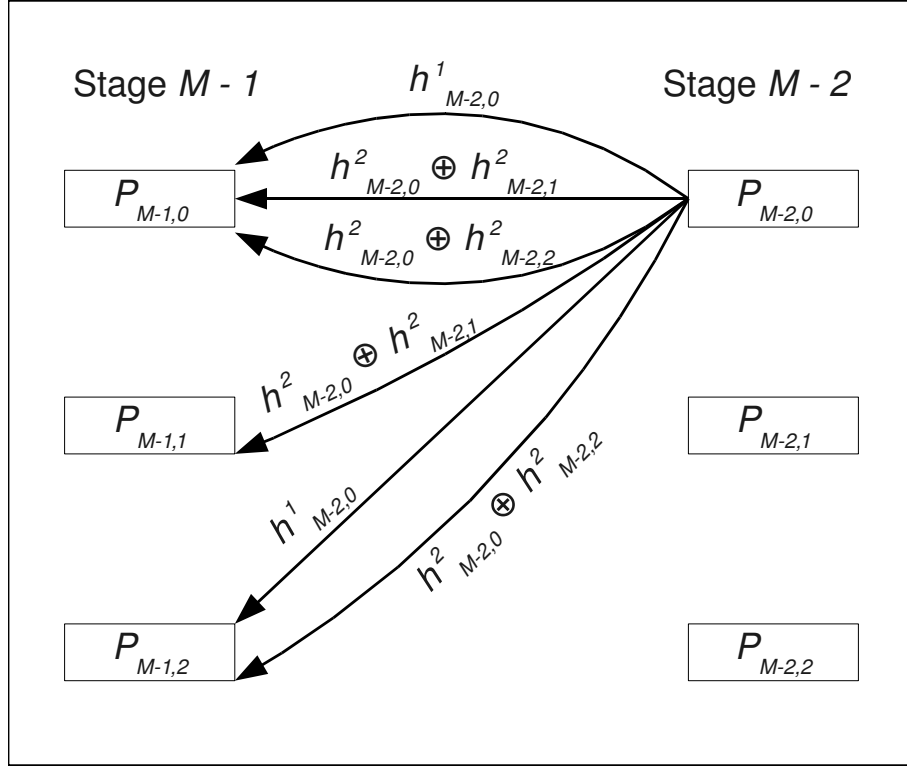 Stage M - 1
Stage M - 2
h¹ M-2,0
h² M-2,0 ⊕ h² M-2,1
P M-1,0
P M-2,0
h² M-2,0 ⊕ h² M-2,2
h² M-2,0 ⊕ h² M-2,1
P M-1,1
P M-2,1
h¹ M-2,0
h² M-2,0 ⊕ h² M-2,2
P M-1,2
P M-2,2